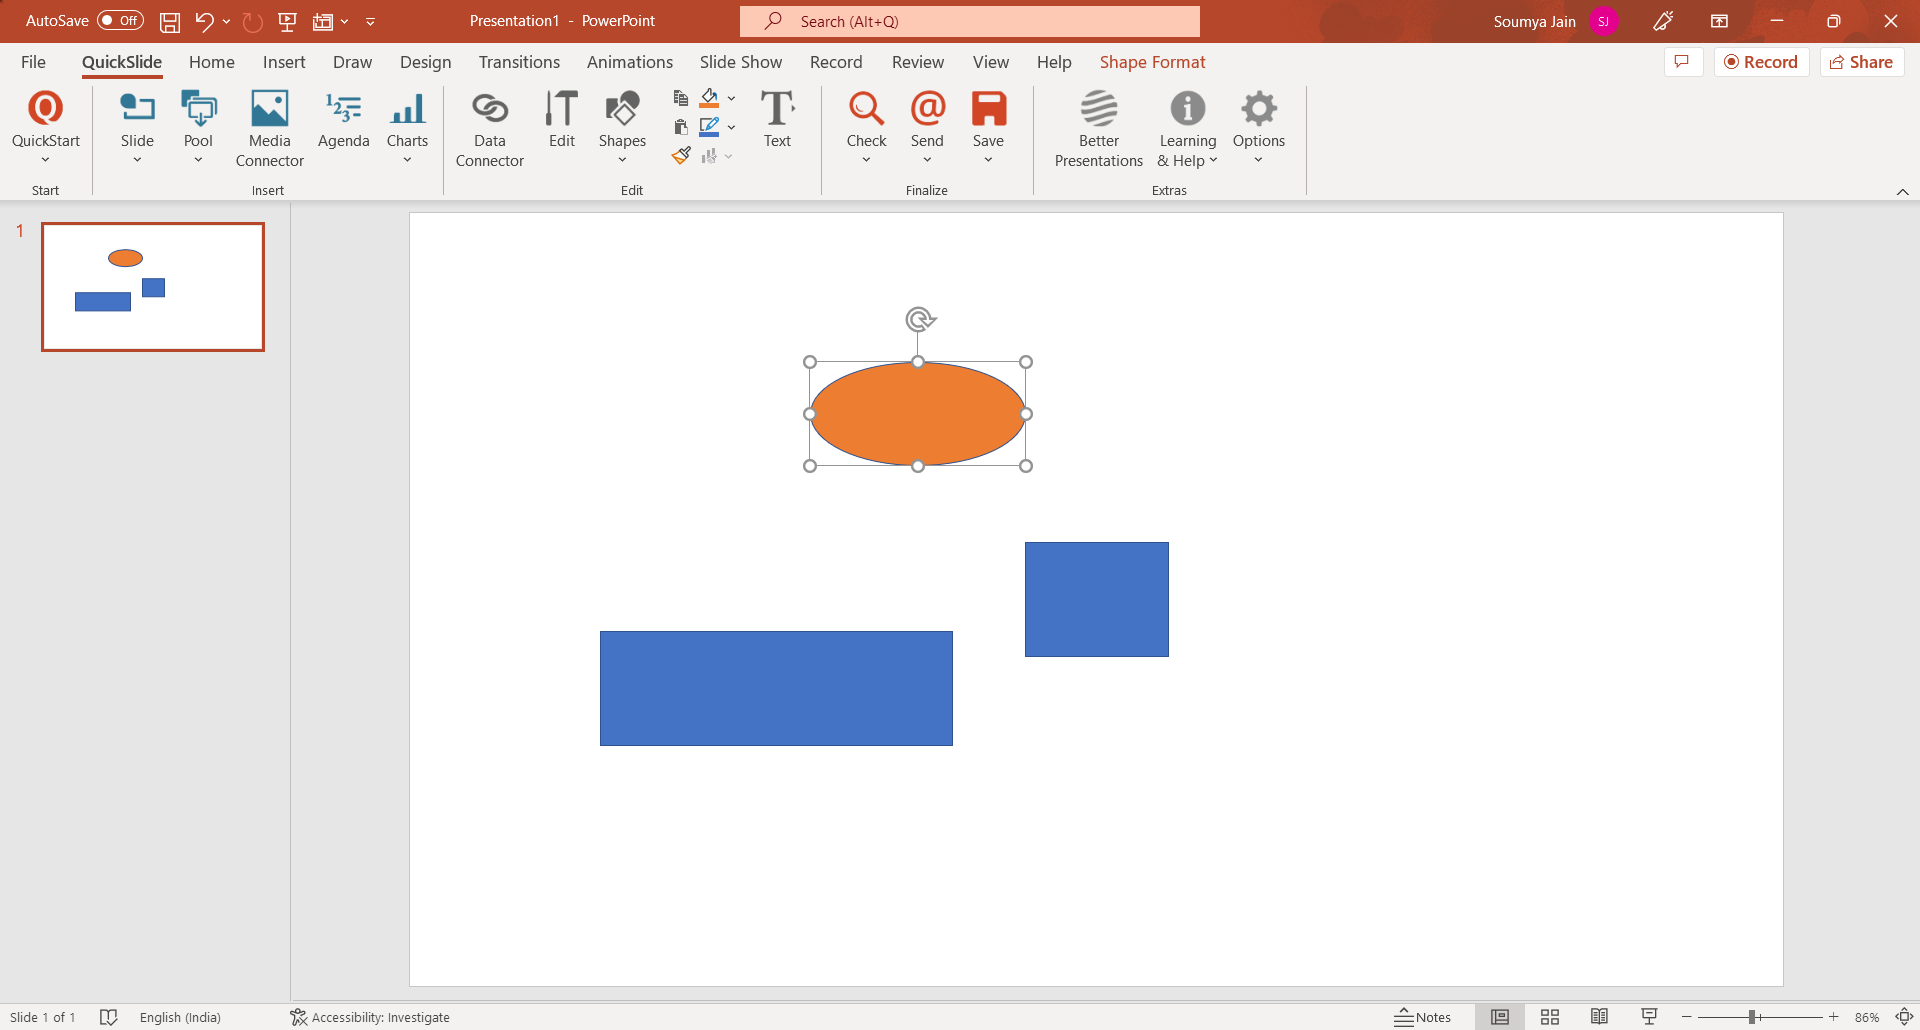 AutoSave Off Presentation1 - PowerPoint Search (Alt+Q) Soumya Jain SJ
File QuickSlide Home Insert Draw Design Transitions Animations Slide Show Record Review View Help Shape Format Record Share
QuickStart Slide Pool Media Connector Agenda Charts Data Connector Edit Shapes Text Check Send Save Better Presentations Learning & Help Options
Start Insert Edit Finalize Extras
1
Slide 1 of 1 English (India) Accessibility: Investigate Notes 86%